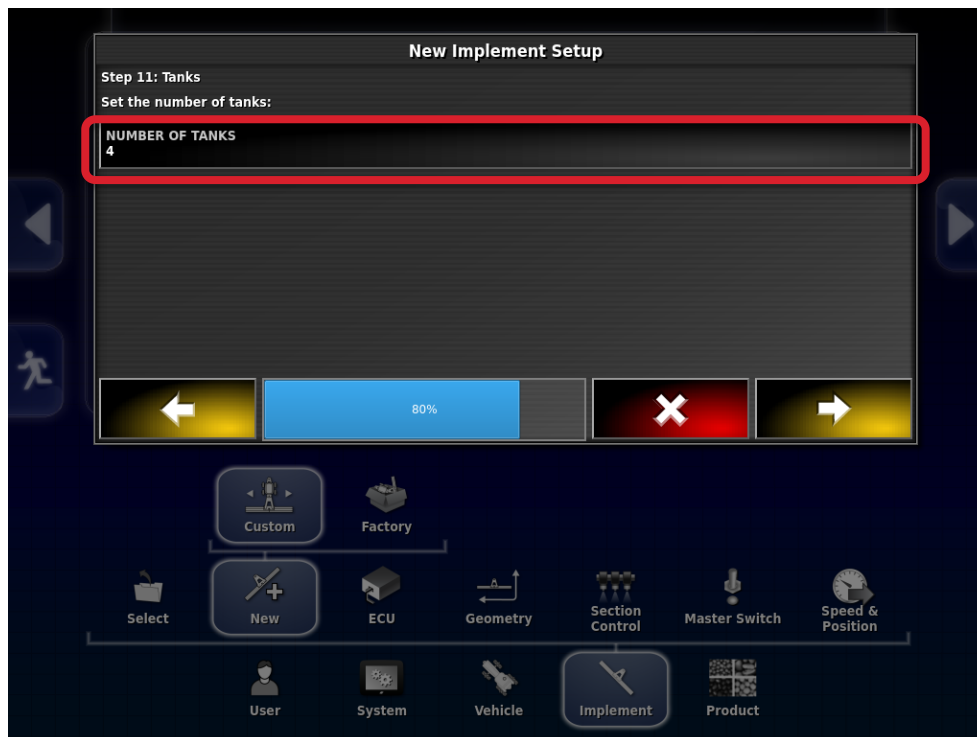 New Implement Setup
Step 11: Tanks
Set the number of tanks:
NUMBER OF TANKS
4
80%
Custom
Factory
Select
New
ECU
Geometry
Section
Control
Master Switch
Speed &
Position
User
System
Vehicle
Implement
Product